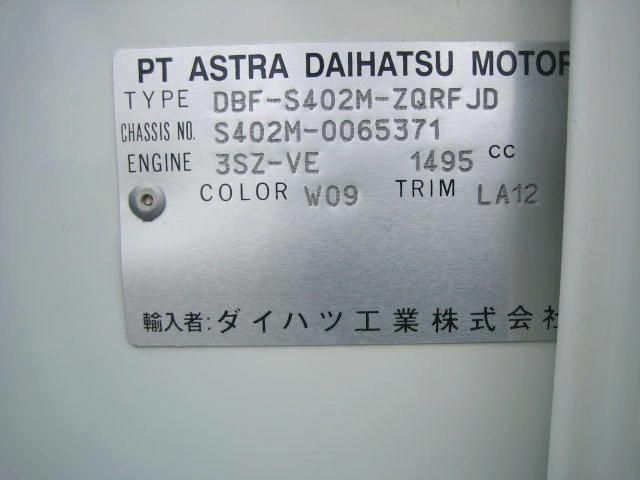 PT ASTRA DAIHATSU MOTOR
TYPE DBF-S402M-ZQRFJD
CHASSIS NO. S402M-0065371
ENGINE 3SZ-VE 1495 CC
COLOR W09 TRIM LA12
輸入者:ダイハツ工業株式会社